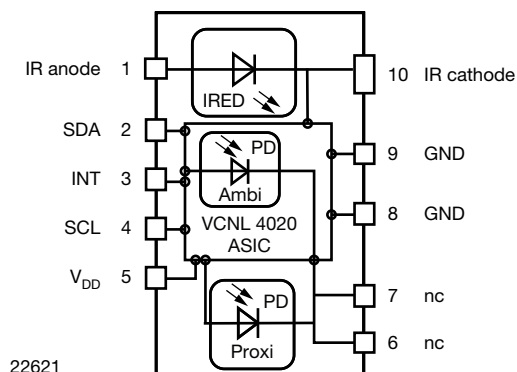 IR anode 1
10 IR cathode
IRED
SDA 2
PD
9 GND
INT 3
Ambi
SCL 4
VCNL 4020
ASIC
8 GND
VDD 5
PD
7 nc
Proxi
6 nc
22621